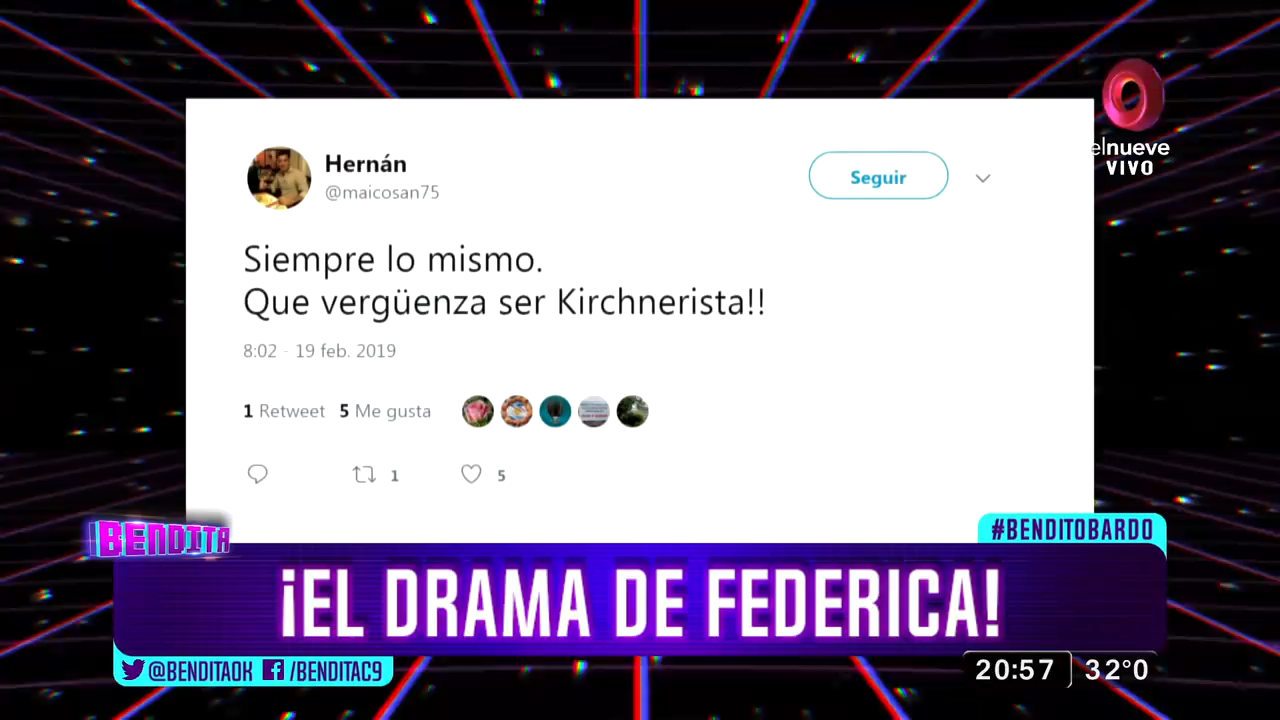 Hernán
@maicosan75
Seguir
elnueve
VIVO
Siempre lo mismo.
Que vergüenza ser Kirchnerista!!
8:02 - 19 feb. 2019
1 Retweet 5 Me gusta
1 5
BENDITA
#BENDITOBARDO
¡EL DRAMA DE FEDERICA!
@BENDITAOK /BENDITAC9
20:57 32°0